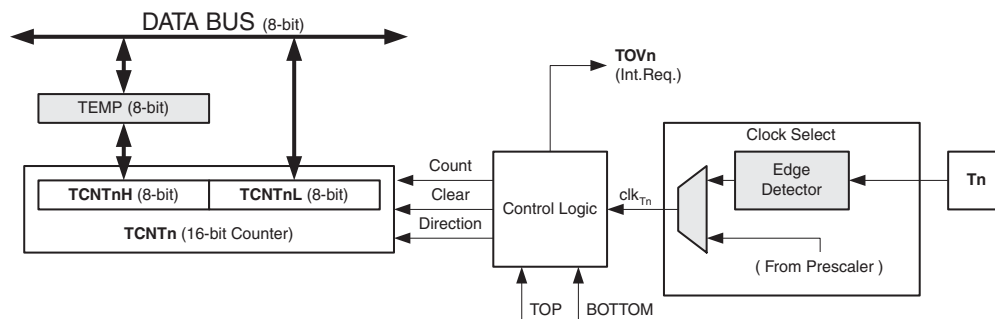 DATA BUS (8-bit)
TOVn
(Int.Req.)
TEMP (8-bit)
Clock Select
Count
Edge
Detector
Tn
TCNTnH (8-bit)
TCNTnL (8-bit)
Clear
Control Logic
clkTn
TCNTn (16-bit Counter)
Direction
( From Prescaler )
TOP
BOTTOM